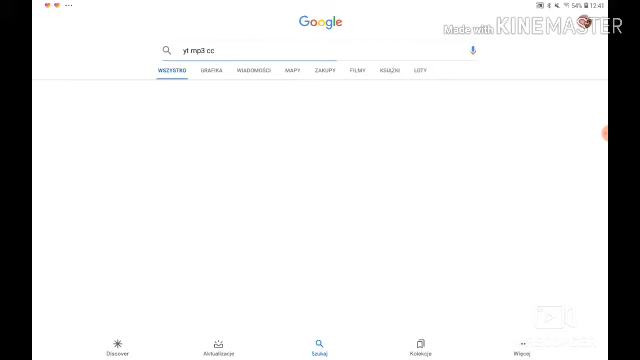 54% 12:41
Google
Made with KINEMASTER
yt mp3 cc
WSZYSTKO GRAFIKA WIADOMOŚCI MAPY ZAKUPY FILMY KSIĄŻKI LOTY
Discover Aktualizacje Szukaj Kolekcje Więcej